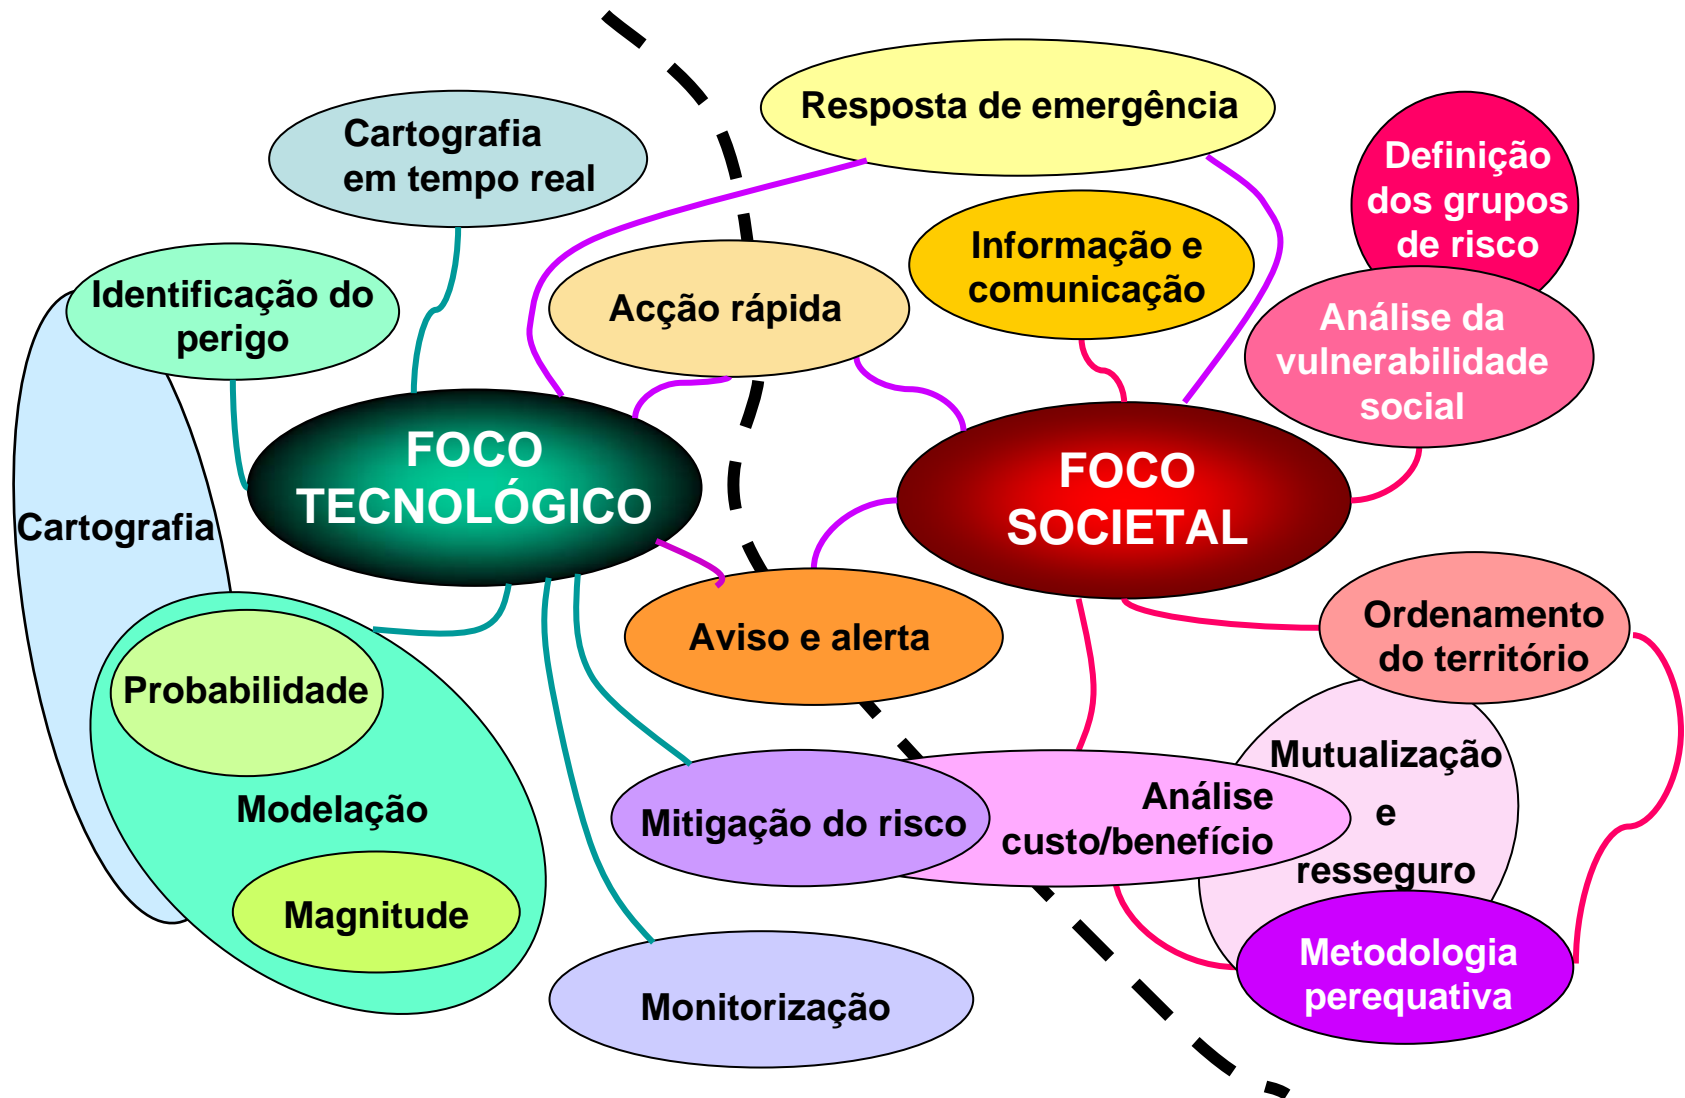 Resposta de emergência
Cartografia
em tempo real
Definição
dos grupos
de risco
Informação e
comunicação
Identificação do
perigo
Acção rápida
Análise da
vulnerabilidade
social
FOCO
TECNOLÓGICO
FOCO
SOCIETAL
Cartografia
Aviso e alerta
Ordenamento
do território
Probabilidade
Modelação
Magnitude
Mitigação do risco
Análise
custo/benefício
Mutualização
e
resseguro
Metodologia
perequativa
Monitorização